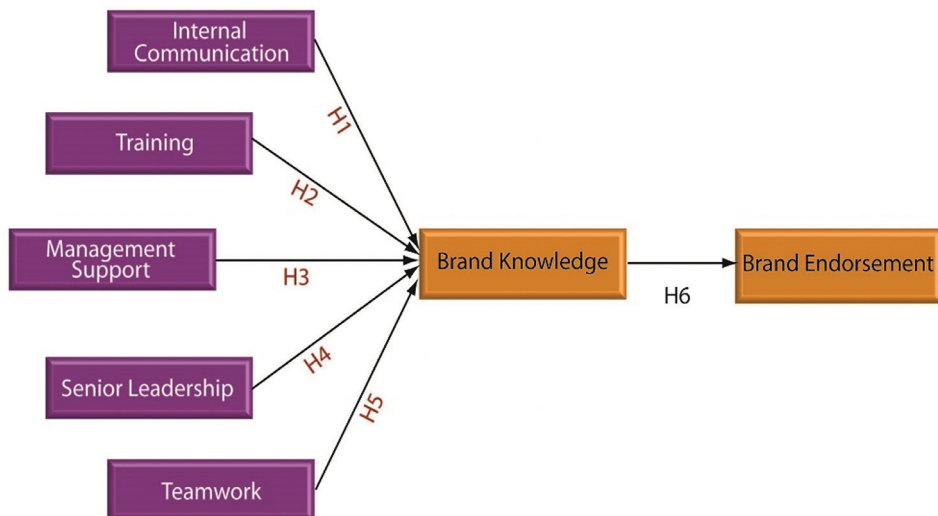 Internal
Communication
H1
Training
H2
Management
Support
H3
Brand Knowledge
H6
Brand Endorsement
Senior Leadership
H4
Teamwork
H5